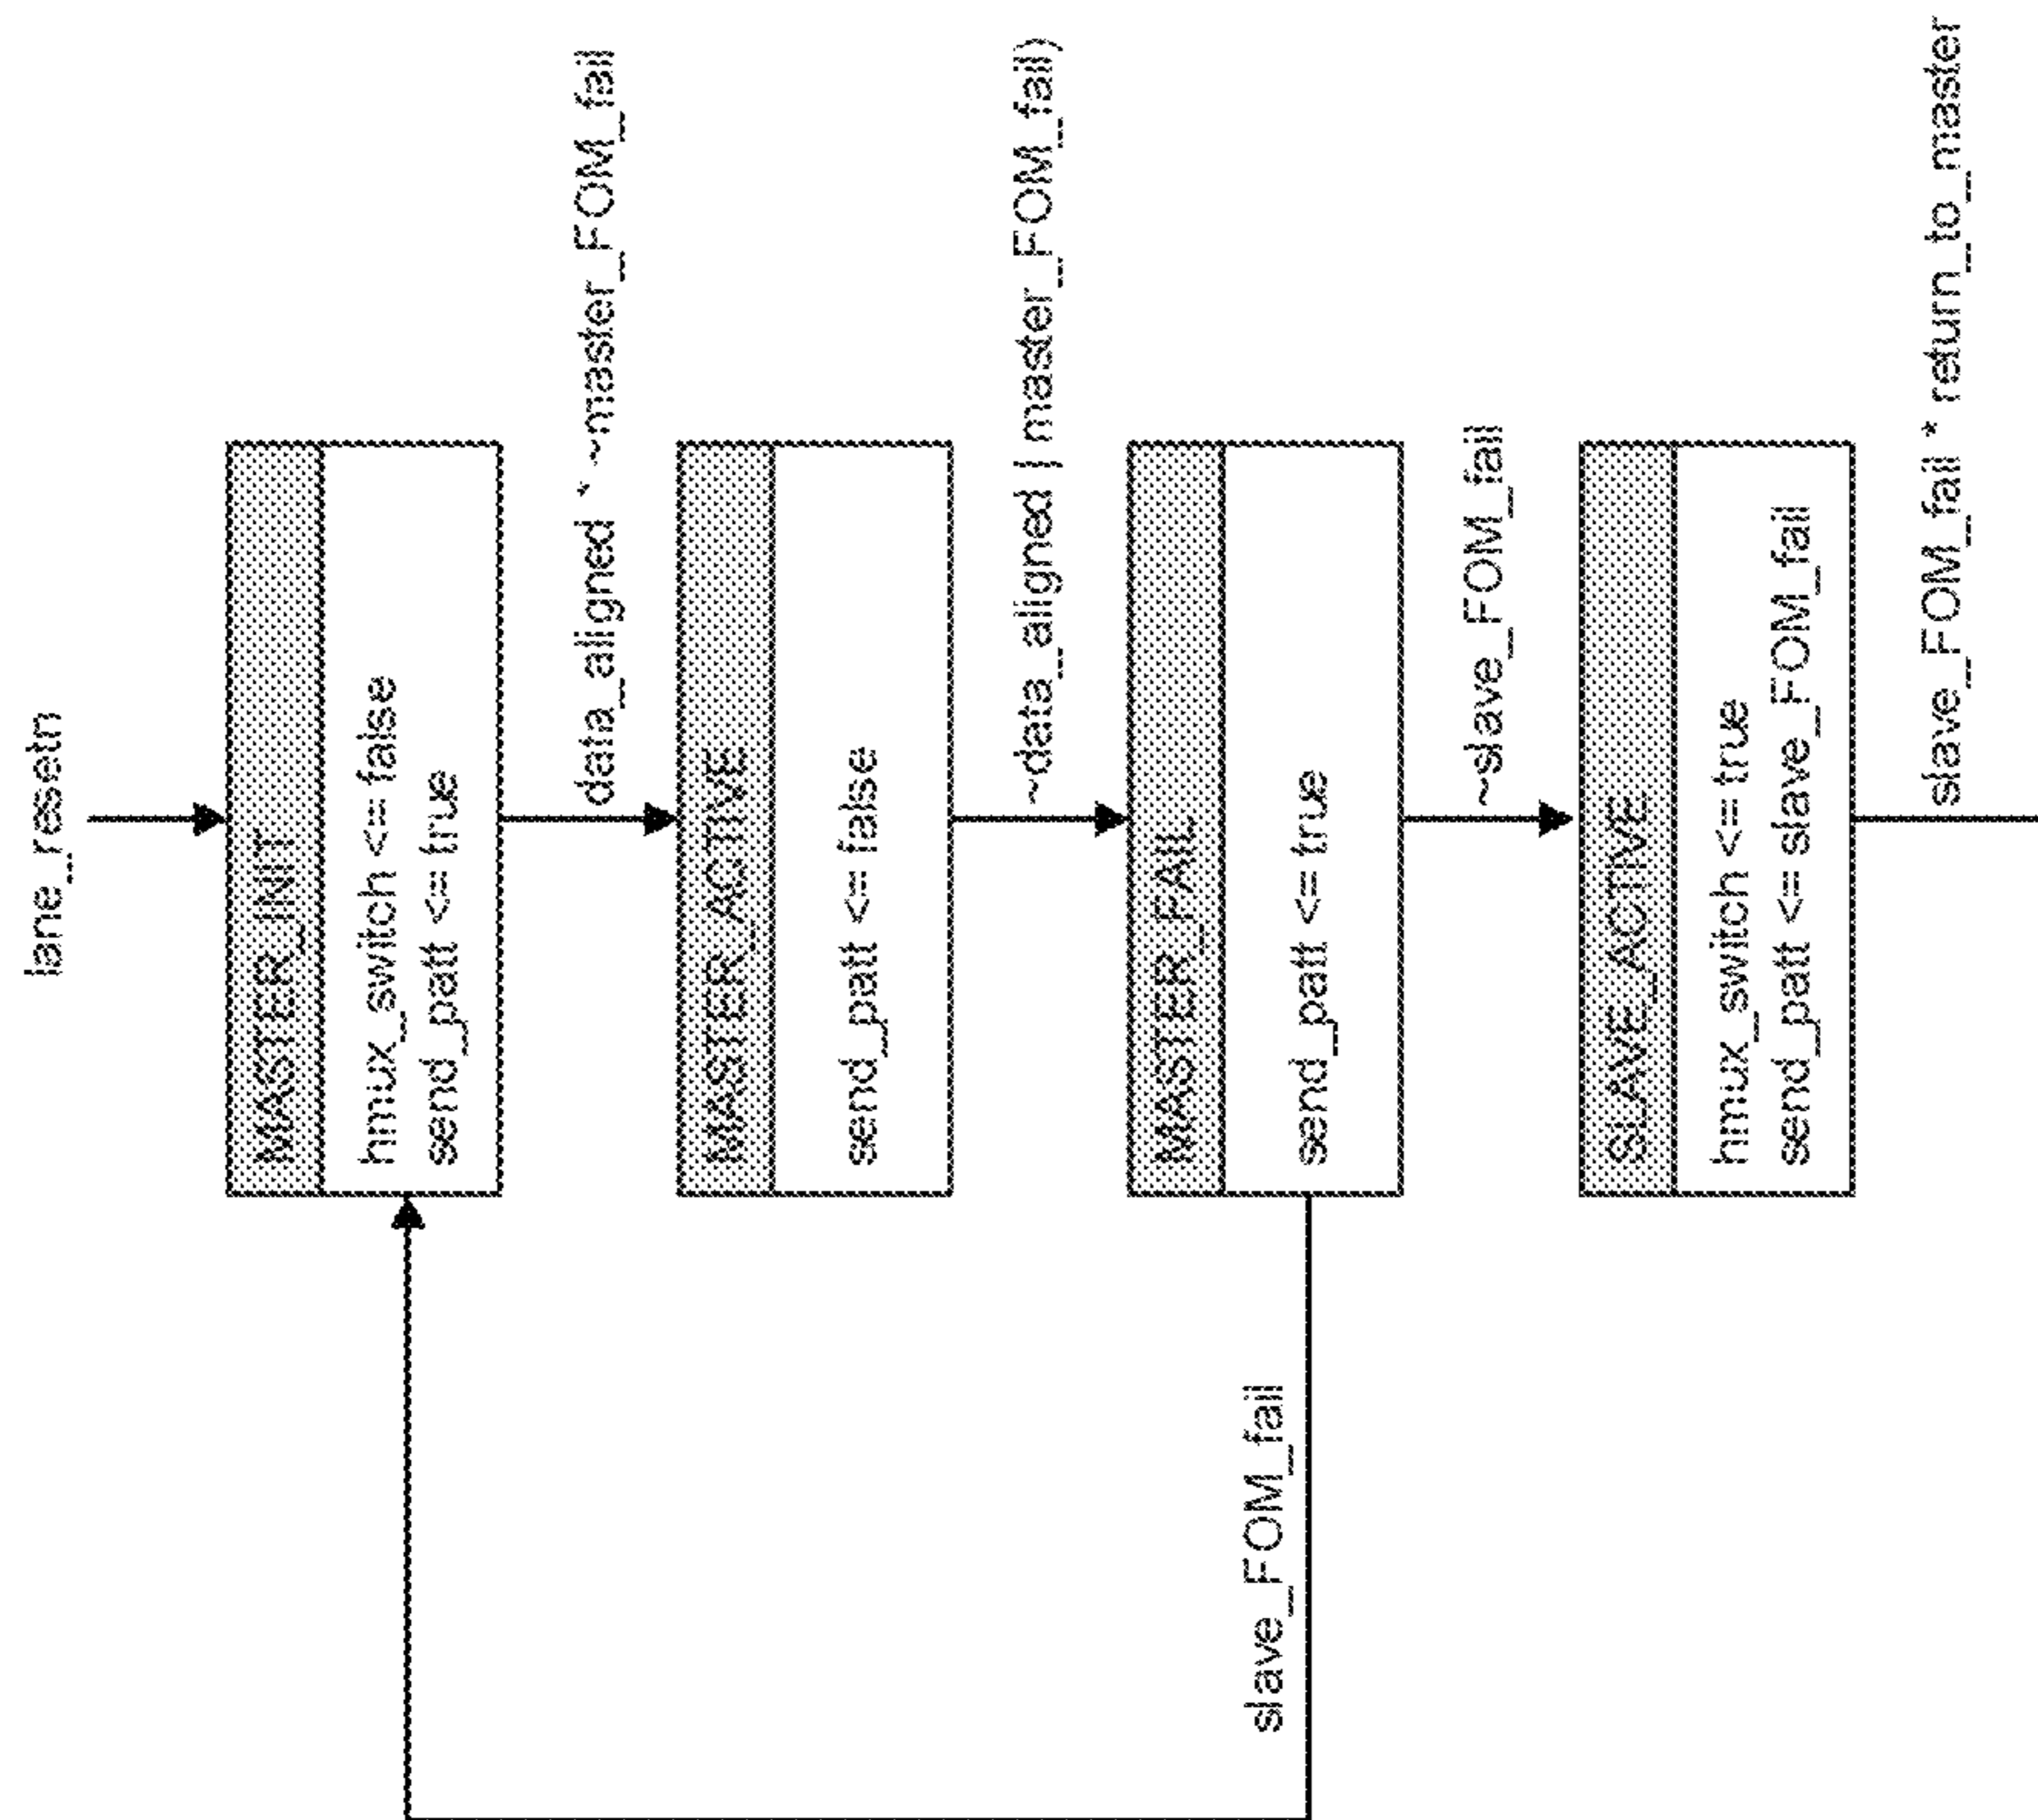 lane_resetn
MASTER_INIT
hmux_switch <= false
send_patt <= true
data_aligned * ~master_FOM_fail
MASTER_ACTIVE
send_patt <= false
~data_aligned | master_FOM_fail)
MASTER_FAIL
send_patt <= true
slave_FOM_fail
~slave_FOM_fail
SLAVE_ACTIVE
hmux_switch <= true
send_patt <= slave_FOM_fail
slave_FOM_fail * return_to_master